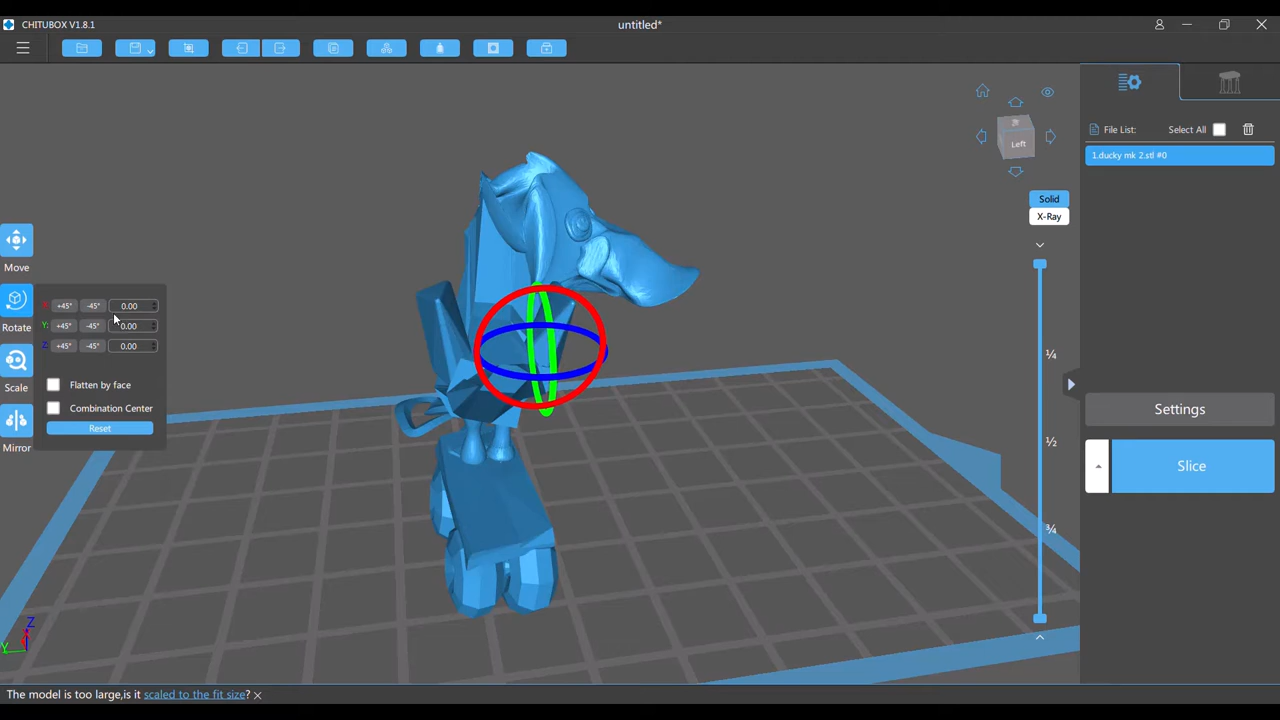 CHITUBOX V1.8.1
untitled*
File List:
Select All
1.ducky mk 2.stl #0
Left
Solid
X-Ray
Move
Rotate
Scale
Mirror
X: +45° -45° 0.00
Y: +45° -45° 0.00
Z: +45° -45° 0.00
Flatten by face
Combination Center
Reset
¼
½
¾
Settings
Slice
Z
Y
The model is too large,is it scaled to the fit size?